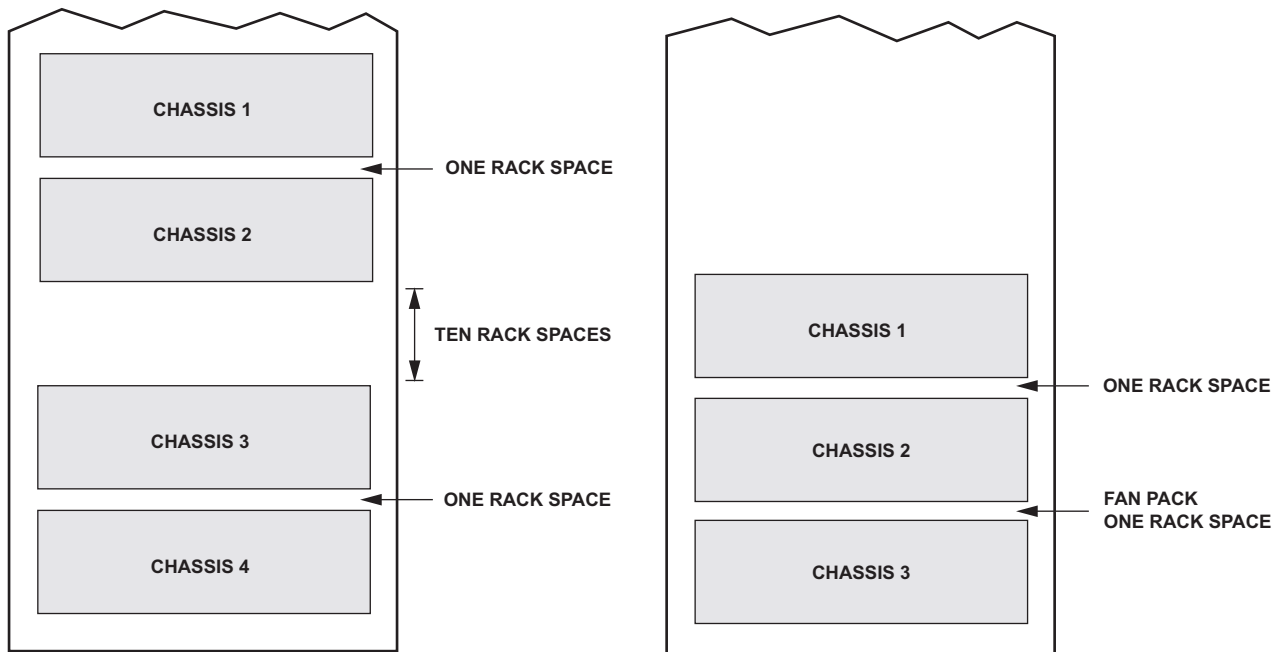 CHASSIS 1
ONE RACK SPACE
CHASSIS 2
TEN RACK SPACES
CHASSIS 3
ONE RACK SPACE
CHASSIS 4
CHASSIS 1
ONE RACK SPACE
CHASSIS 2
FAN PACK
ONE RACK SPACE
CHASSIS 3